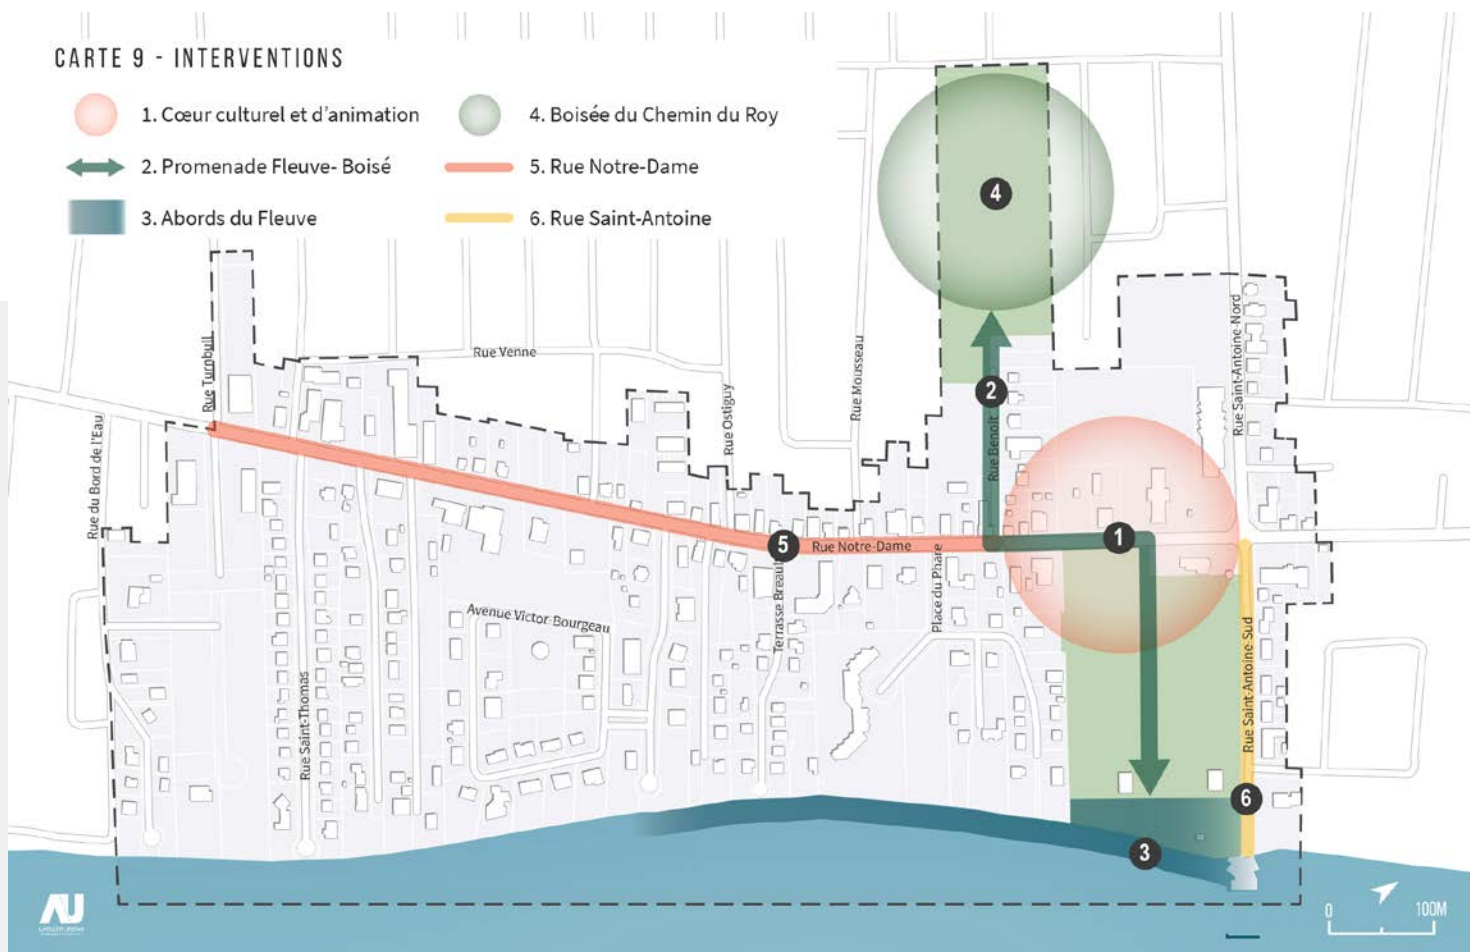 CARTE 9 - INTERVENTIONS
1. Cœur culturel et d'animation
2. Promenade Fleuve- Boisé
3. Abords du Fleuve
4. Boisée du Chemin du Roy
5. Rue Notre-Dame
6. Rue Saint-Antoine
4
Rue Turnbull
Rue Venne
Rue Mousseau
Rue Saint-Antoine-Nord
Rue Ostiguy
2
Rue Benoit
Rue du Bord de l'Eau
5
Rue Notre-Dame
1
Place du Phare
Terrasse Breault
Avenue Victor-Bourgeau
Rue Saint-Thomas
Rue Saint-Antoine-Sud
6
3
AU
0
100M